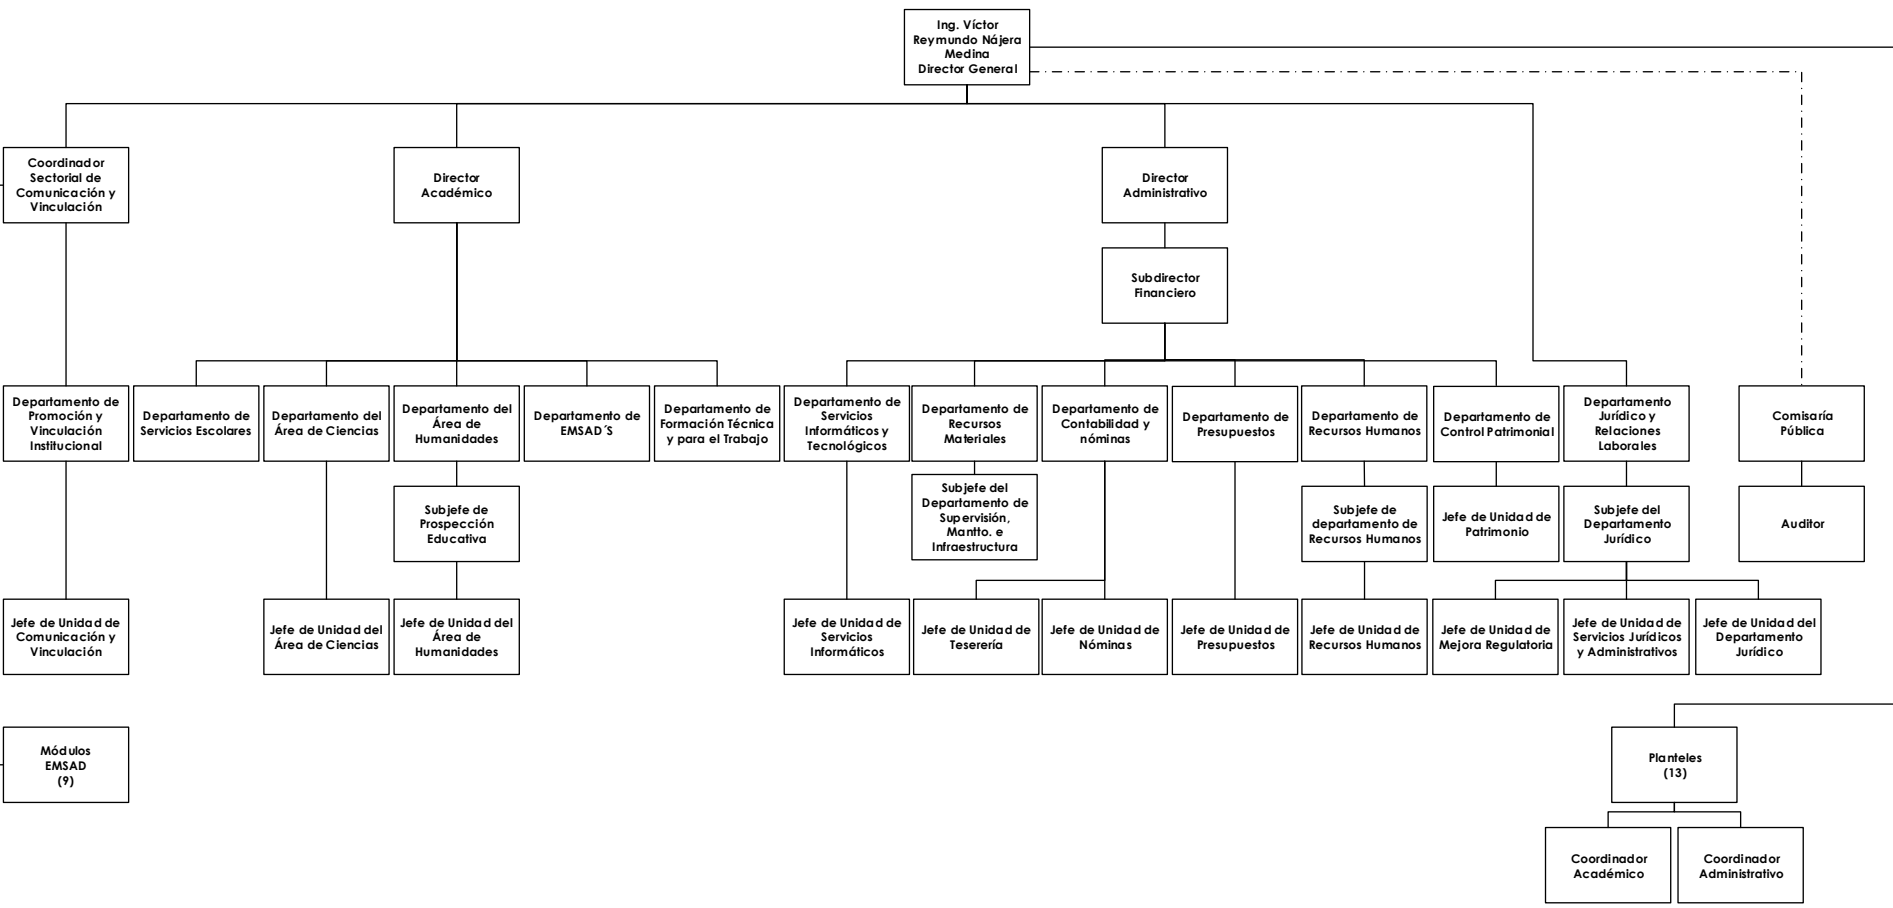 Ing. Víctor
Reymundo Nájera
Medina
Director General
Coordinador
Sectorial de
Comunicación y
Vinculación
Director
Académico
Director
Administrativo
Subdirector
Financiero
Departamento de
Promoción y
Vinculación
Institucional
Departamento de
Servicios Escolares
Departamento del
Área de Ciencias
Departamento del
Área de
Humanidades
Departamento de
EMSAD´S
Departamento de
Formación Técnica
y para el Trabajo
Departamento de
Servicios
Informáticos y
Tecnológicos
Departamento de
Recursos
Materiales
Departamento de
Contabilidad y
nóminas
Departamento de
Presupuestos
Departamento de
Recursos Humanos
Departamento de
Control Patrimonial
Departamento
Jurídico y
Relaciones
Laborales
Comisaría
Pública
Subjefe de
Prospección
Educativa
Subjefe del
Departamento de
Supervisión,
Mantto. e
Infraestructura
Subjefe de
departamento de
Recursos Humanos
Jefe de Unidad de
Patrimonio
Subjefe del
Departamento
Jurídico
Auditor
Jefe de Unidad de
Comunicación y
Vinculación
Jefe de Unidad del
Área de Ciencias
Jefe de Unidad del
Área de
Humanidades
Jefe de Unidad de
Servicios
Informáticos
Jefe de Unidad de
Teserería
Jefe de Unidad de
Nóminas
Jefe de Unidad de
Presupuestos
Jefe de Unidad de
Recursos Humanos
Jefe de Unidad de
Mejora Regulatoria
Jefe de Unidad de
Servicios Jurídicos
y Administrativos
Jefe de Unidad del
Departamento
Jurídico
Módulos
EMSAD
(9)
Planteles
(13)
Coordinador
Académico
Coordinador
Administrativo